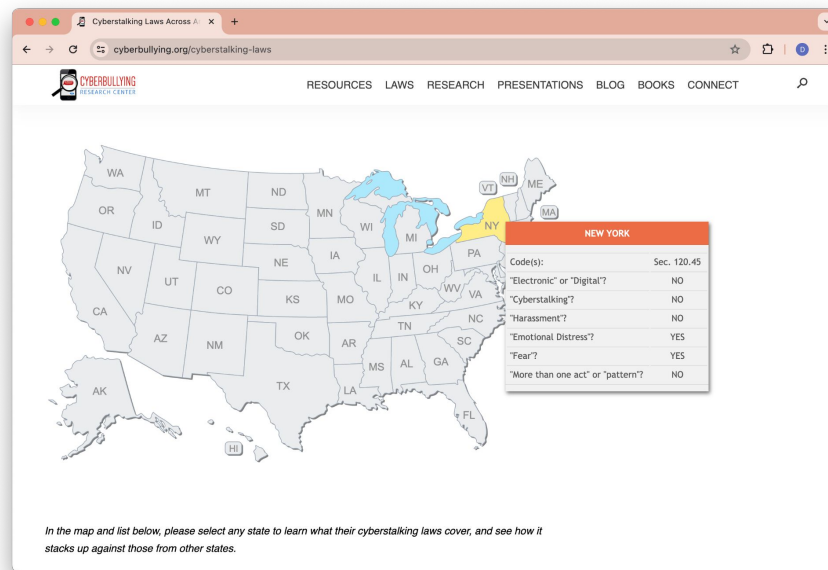 Cyberstalking Laws Across A
cyberbullying.org/cyberstalking-laws
D
CYBERBULLYING
RESEARCH CENTER
RESOURCES LAWS RESEARCH PRESENTATIONS BLOG BOOKS CONNECT
WA
OR
ID
MT
WY
NV
UT
CO
CA
AZ
NM
ND
SD
NE
KS
OK
TX
MN
IA
MO
AR
LA
WI
IL
MI
IN
OH
KY
TN
MS
AL
GA
FL
SC
NC
VA
WV
PA
NY
VT
NH
ME
MA
AK
HI
NEW YORK
Code(s): Sec. 120.45
"Electronic" or "Digital"? NO
"Cyberstalking"? NO
"Harassment"? NO
"Emotional Distress"? YES
"Fear"? YES
"More than one act" or "pattern"? NO
In the map and list below, please select any state to learn what their cyberstalking laws cover, and see how it
stacks up against those from other states.